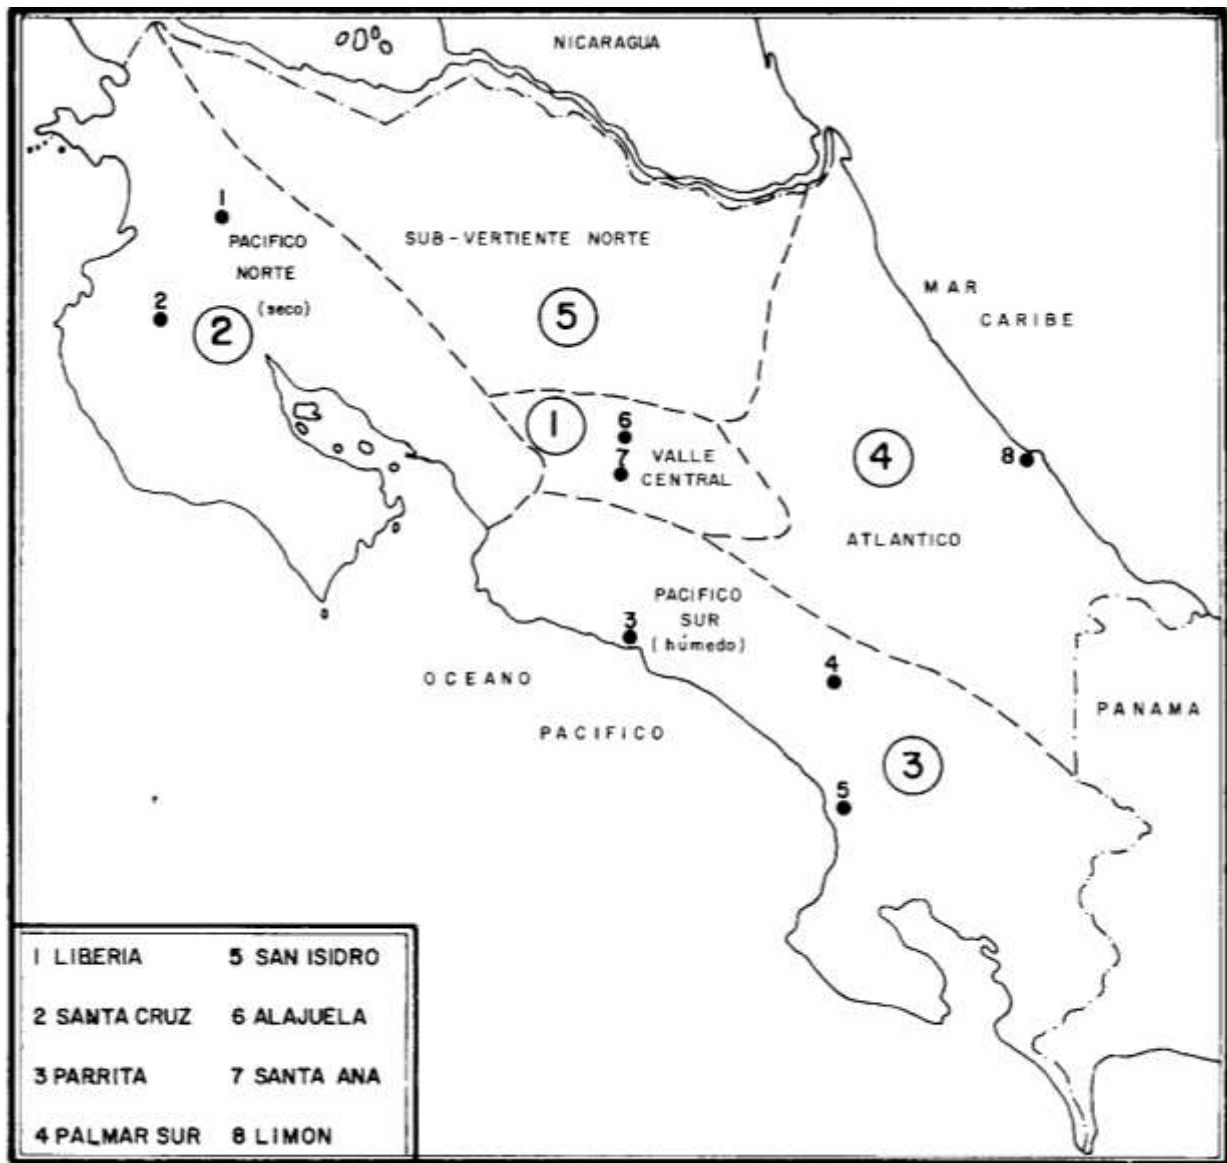 NICARAGUA
1
PACIFICO
NORTE
(seco)
2
2
SUB-VERTIENTE NORTE
5
MAR
CARIBE
1
6
7
VALLE
CENTRAL
4
8
ATLANTICO
PACIFICO
SUR
(húmedo)
3
4
OCEANO
PACIFICO
PANAMA
3
5
1 LIBERIA
5 SAN ISIDRO
2 SANTA CRUZ
6 ALAJUELA
3 PARRITA
7 SANTA ANA
4 PALMAR SUR
8 LIMON